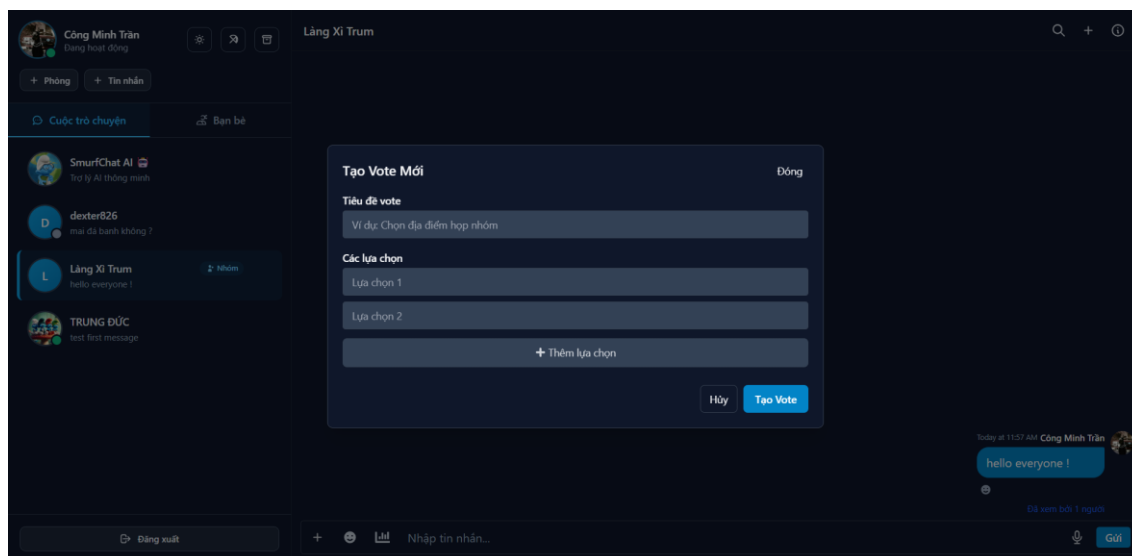 Công Minh Trần
Đang hoạt động
+ Phòng
+ Tin nhắn
Cuộc trò chuyện
Bạn bè
SmurfChat AI
Trợ lý AI thông minh
D
dexter826
mai đá banh không ?
L
Làng Xì Trum
Nhóm
hello everyone !
TRUNG ĐỨC
test first message
Đăng xuất
Làng Xì Trum
Tạo Vote Mới
Đóng
Tiêu đề vote
Ví dụ: Chọn địa điểm họp nhóm
Các lựa chọn
Lựa chọn 1
Lựa chọn 2
+ Thêm lựa chọn
Hủy
Tạo Vote
Today at 11:57 AM Công Minh Trần
hello everyone !
Đã xem bởi 1 người
Nhập tin nhắn...
Gửi